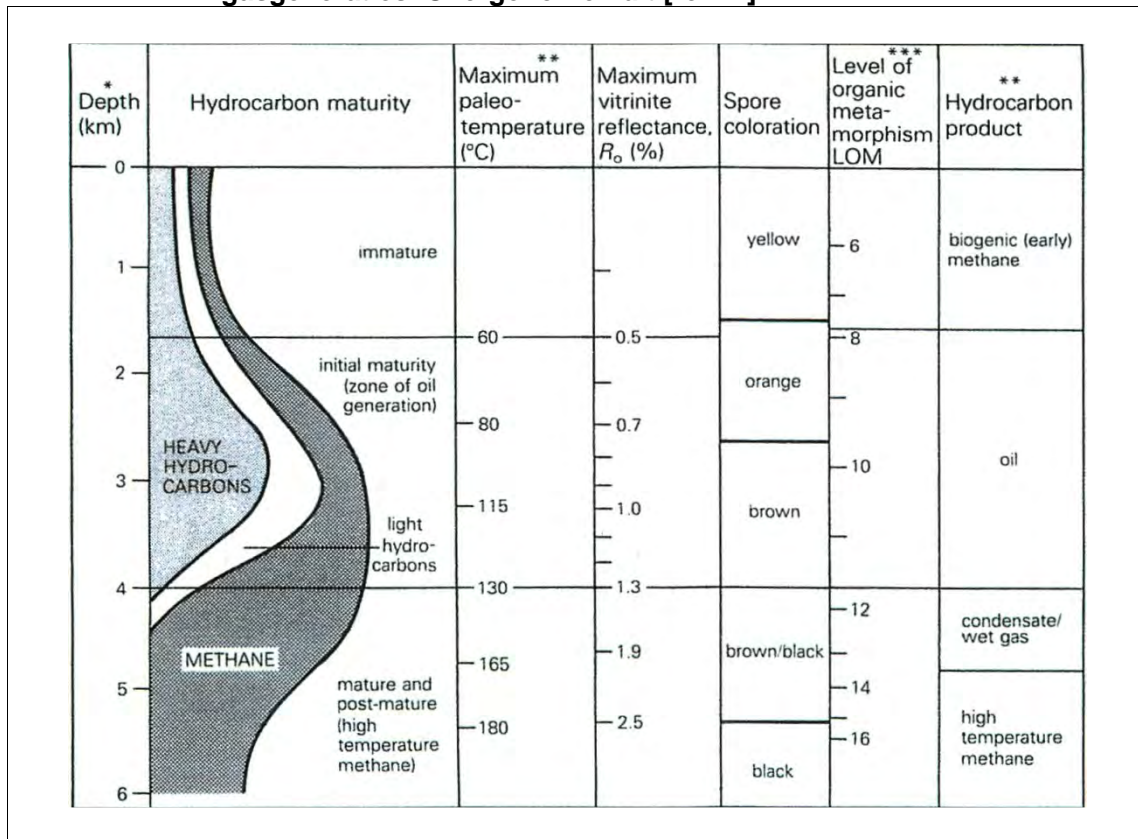 *
Depth
(km)
Hydrocarbon maturity
**
Maximum
paleo-
temperature
(°C)
Maximum
vitrinite
reflectance,
Ro (%)
Spore
coloration
***
Level of
organic
meta-
morphism
LOM
**
Hydrocarbon
product
0
1
2
3
4
5
6
immature
initial maturity
(zone of oil
generation)
HEAVY
HYDRO-
CARBONS
light
hydro-
carbons
METHANE
mature and
post-mature
(high
temperature
methane)
60
80
115
130
165
180
0.5
0.7
1.0
1.3
1.9
2.5
yellow
orange
brown
brown/black
black
6
8
10
12
14
16
biogenic (early)
methane
oil
condensate/
wet gas
high
temperature
methane